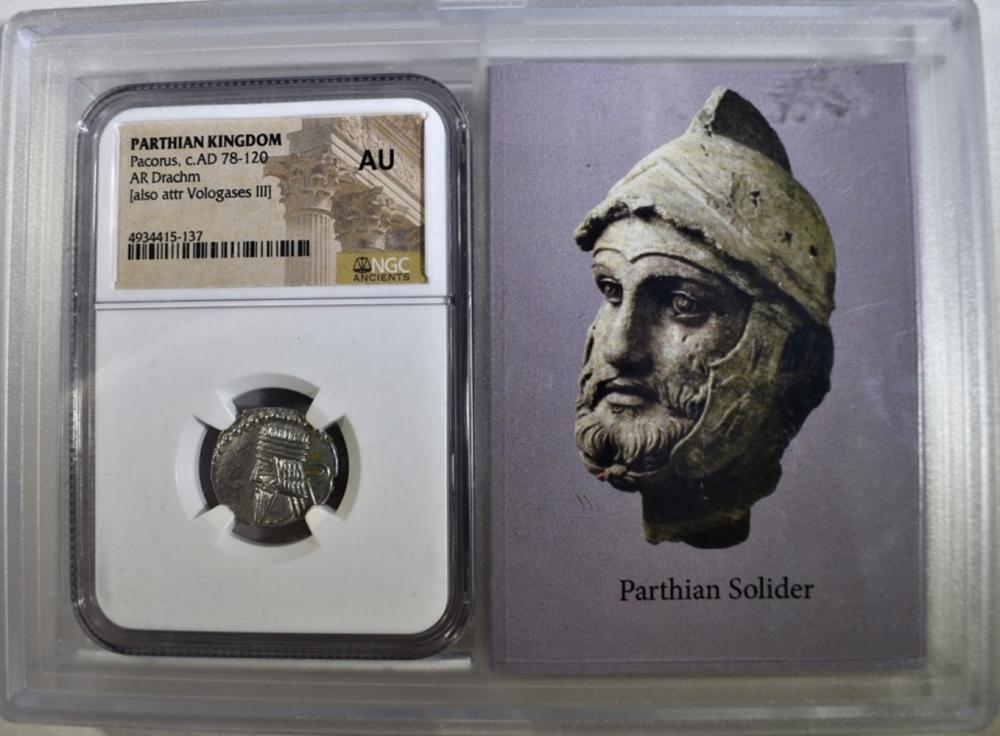 PARTHIAN KINGDOM
Pacorus, c.AD 78-120
AR Drachm
[also attr Vologases III]
AU
4934415-137
NGC
ANCIENTS
Parthian Solider